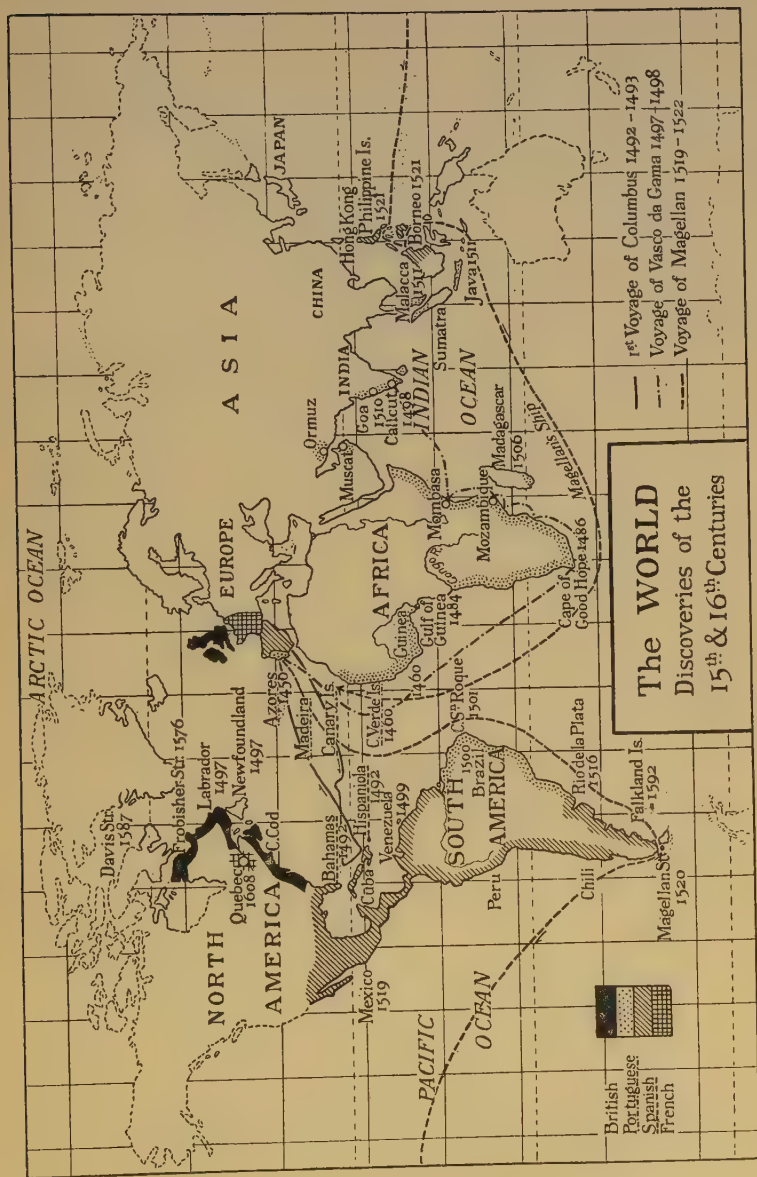 ARCTIC OCEAN
Davis Str.
1587
Frobisher Str. 1576
Labrador
1497
Newfoundland
1497
NORTH
AMERICA
Quebec
1608
C.Cod
EUROPE
ASIA
JAPAN
CHINA
INDIA
Azores
1456
Madeira
Canary Is.
C.Verde Is.
1460
Bahamas
1492
Hispaniola
1492
Cuba
Mexico
1519
Venezuela
1499
AFRICA
Guinea
1460
Gulf of
Guinea
1484
Ormuz
Muscat
Goa
1510
Calicut
1498
Hong Kong
Philippine Is.
1521
Malacca
1511
Borneo 1521
Sumatra
Java 1511
INDIAN
OCEAN
Mombasa
Mozambique
Madagascar
1506
PACIFIC
OCEAN
SOUTH
AMERICA
1500
Brazil
C.Sn Roque
1501
Peru
Chili
Rio de la Plata
1516
Falkland Is.
1592
Magellan Str.
1520
Cape of
Good Hope 1486
Magellan's Ship
British
Portuguese
Spanish
French
The WORLD
Discoveries of the
15th & 16th Centuries
1st Voyage of Columbus 1492-1493
Voyage of Vasco da Gama 1497-1498
Voyage of Magellan 1519-1522